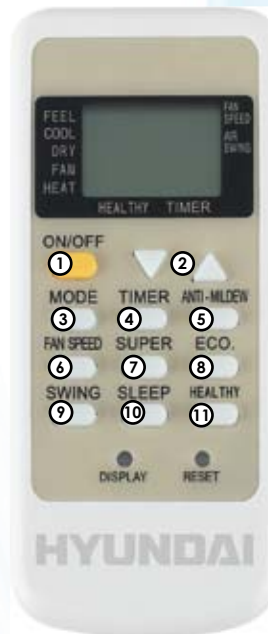 FEEL FAN
COOL SPEED
DRY AIR
FAN SWING
HEAT
HEALTHY TIMER
ON/OFF
1 2
MODE TIMER ANTI-MILDEW
3 4 5
FAN SPEED SUPER ECO.
6 7 8
SWING SLEEP HEALTHY
9 10 11
DISPLAY RESET
HYUNDAI